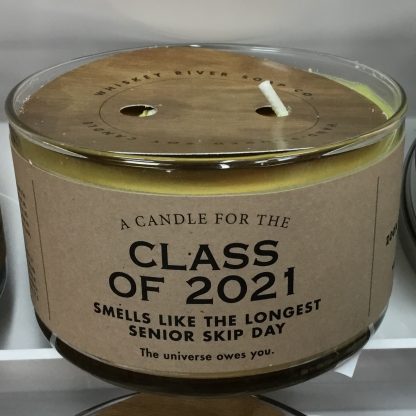 WHISKEY RIVER SOAP CO.
CANDLE
A CANDLE FOR THE
CLASS
OF 2021
SMELLS LIKE THE LONGEST
SENIOR SKIP DAY
The universe owes you.